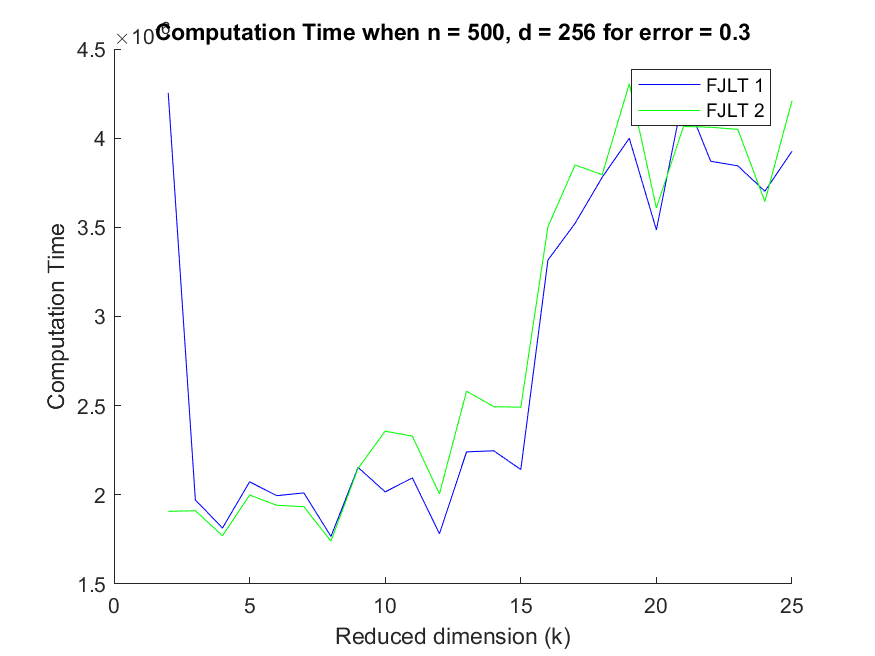 ×10
Computation Time when n = 500, d = 256 for error = 0.3
4.5
4
3.5
3
2.5
2
1.5
0
5
10
15
20
25
FJLT 1
FJLT 2
Computation Time
Reduced dimension (k)